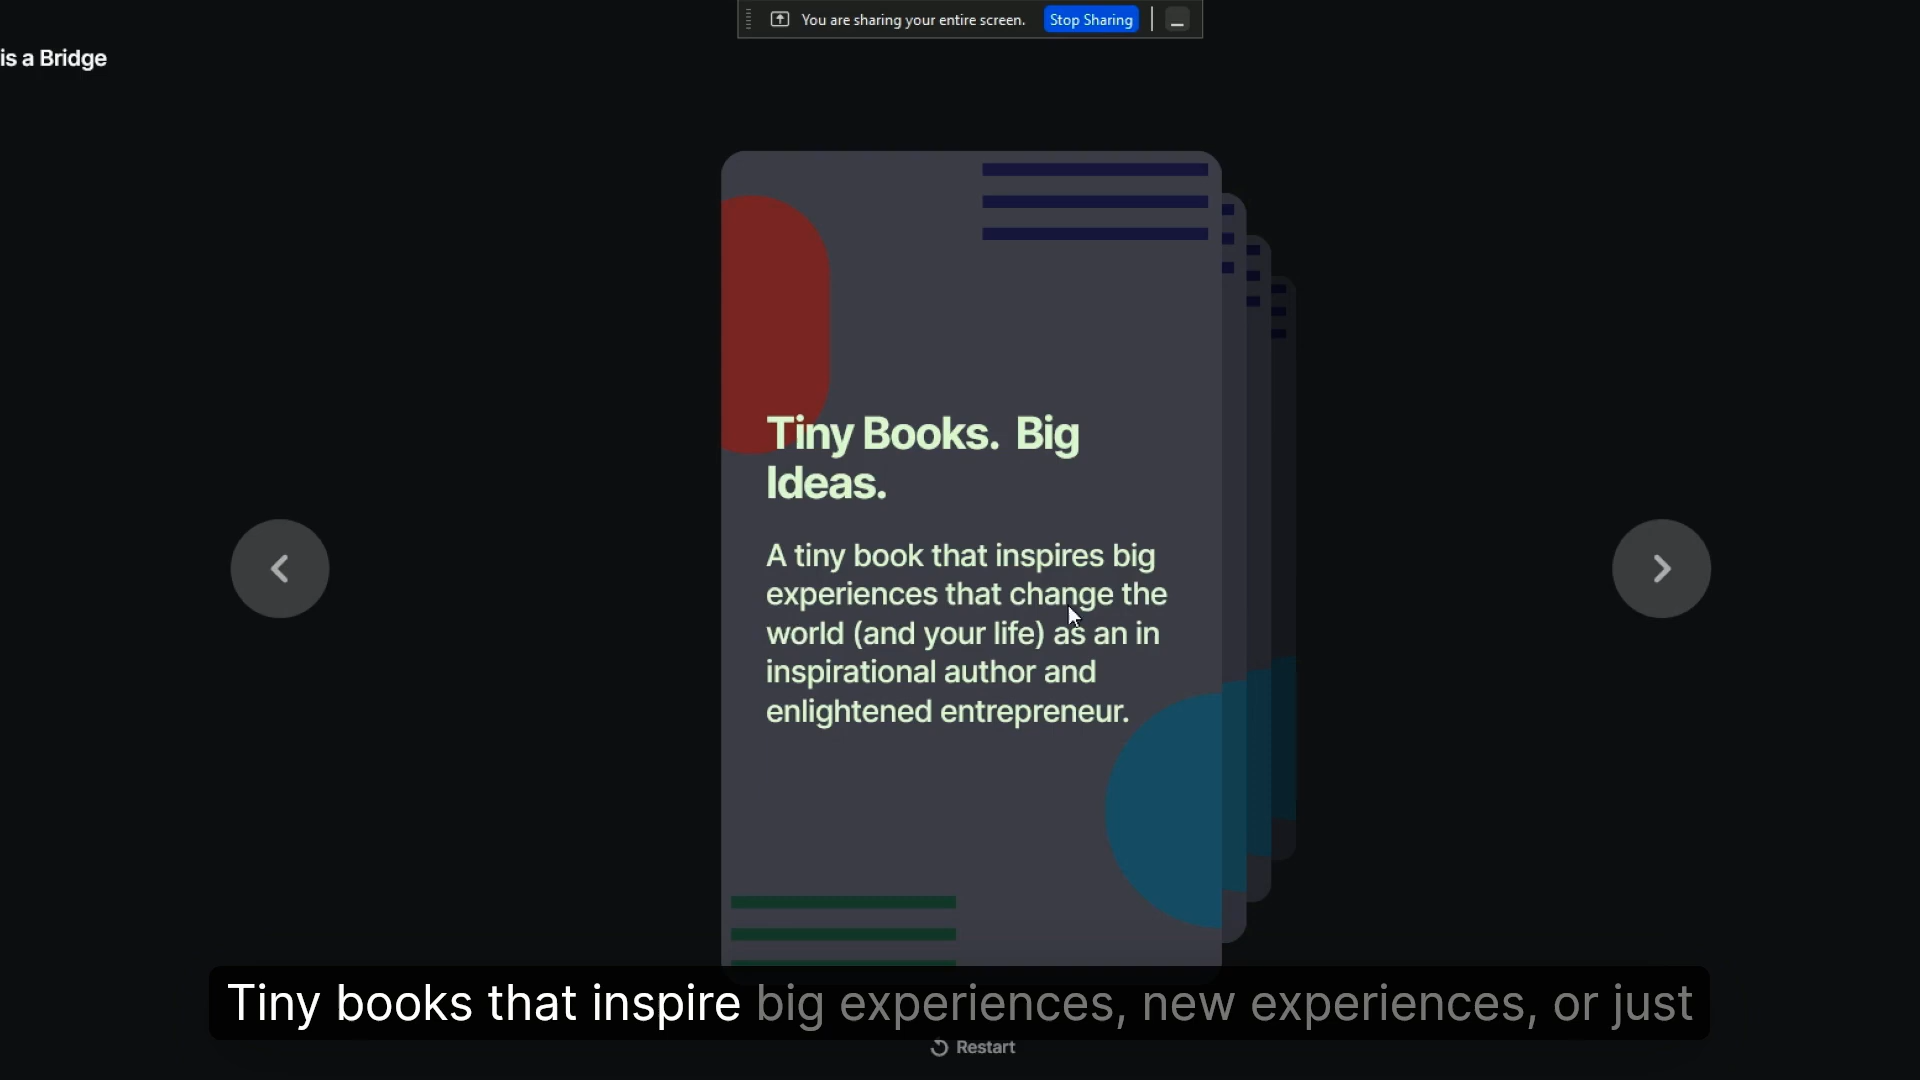 You are sharing your entire screen. Stop Sharing
is a Bridge
Tiny Books. Big
Ideas.
A tiny book that inspires big
experiences that change the
world (and your life) as an in
inspirational author and
enlightened entrepreneur.
Tiny books that inspire big experiences, new experiences, or just
Restart